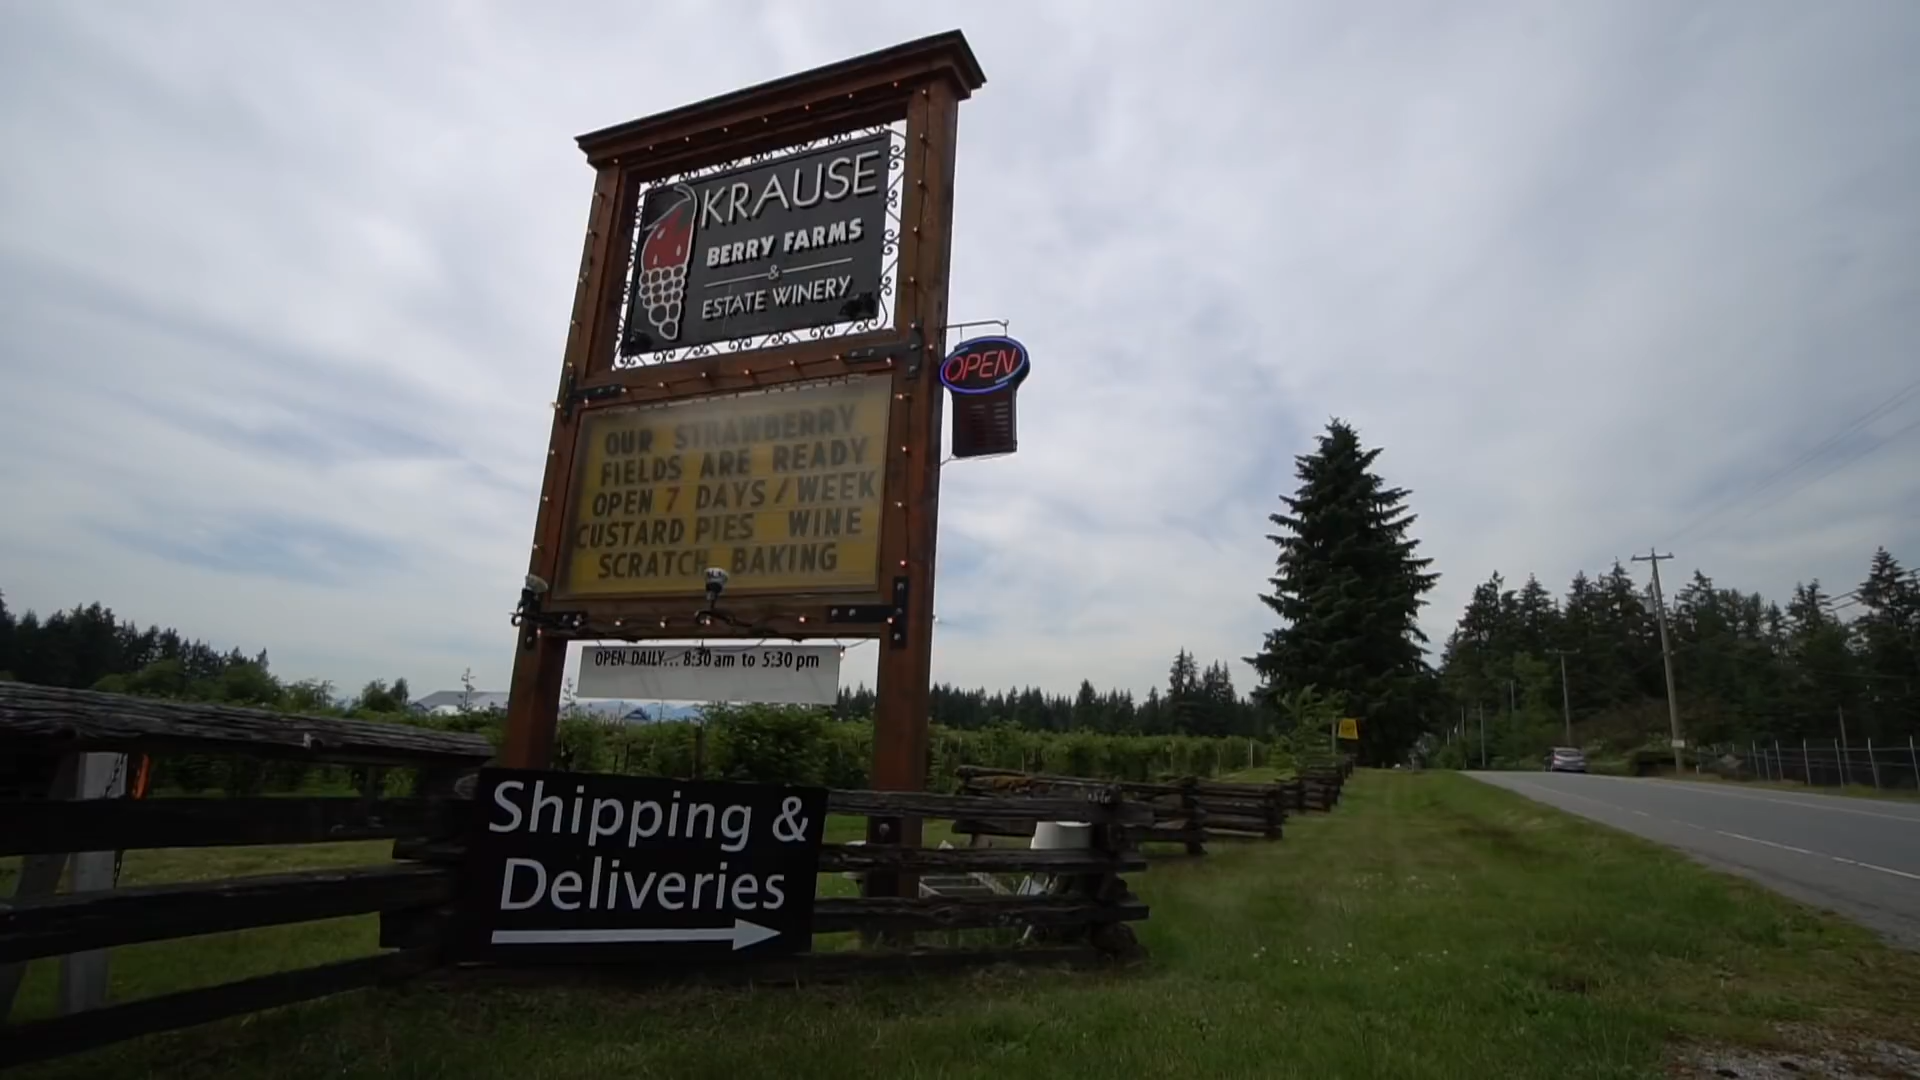 KRAUSE
BERRY FARMS
&
ESTATE WINERY
OPEN
OUR STRAWBERRY
FIELDS ARE READY
OPEN 7 DAYS/WEEK
CUSTARD PIES WINE
SCRATCH BAKING
OPEN DAILY... 8:30 am to 5:30 pm
Shipping &
Deliveries